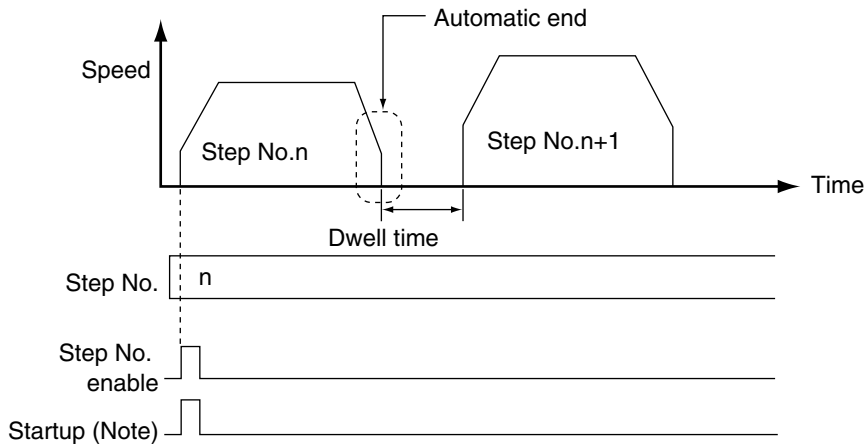 Automatic end
Speed
Step No.n
Step No.n+1
Time
Dwell time
Step No.
n
Step No.
enable
Startup (Note)